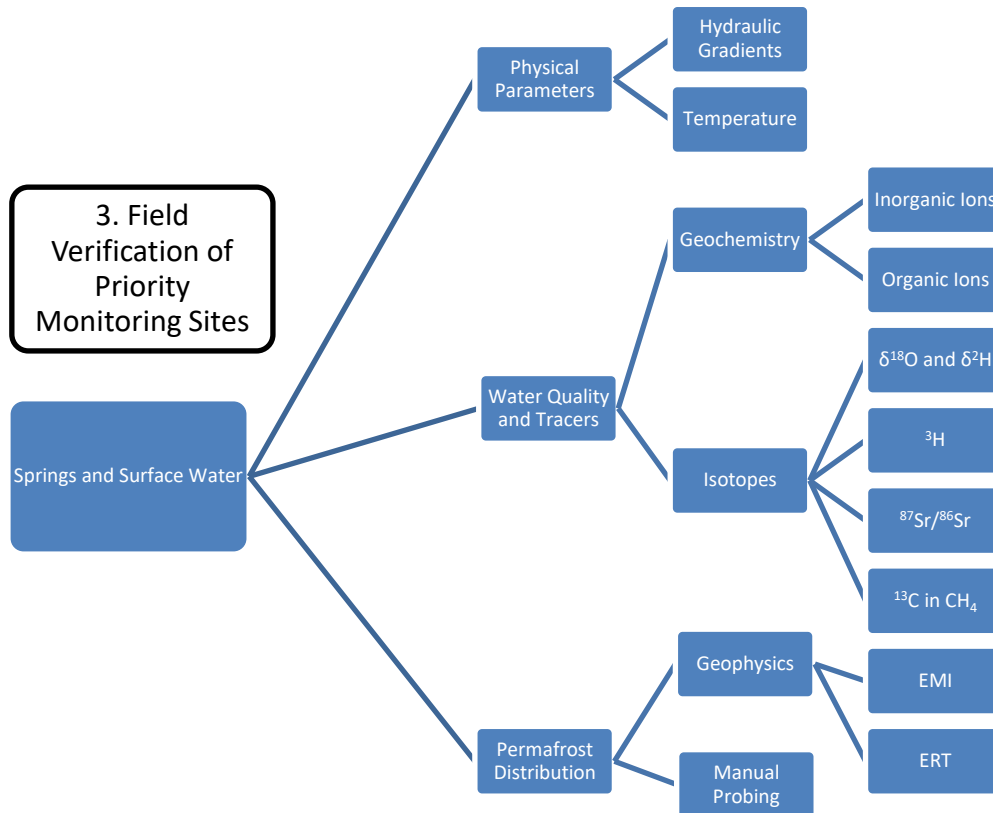 3. Field
Verification of
Priority
Monitoring Sites
Springs and Surface Water
Physical
Parameters
Hydraulic
Gradients
Temperature
Water Quality
and Tracers
Geochemistry
Inorganic Ions
Organic Ions
Isotopes
δ¹⁸O and δ²H
³H
⁸⁷Sr/⁸⁶Sr
¹³C in CH₄
Permafrost
Distribution
Geophysics
EMI
ERT
Manual
Probing